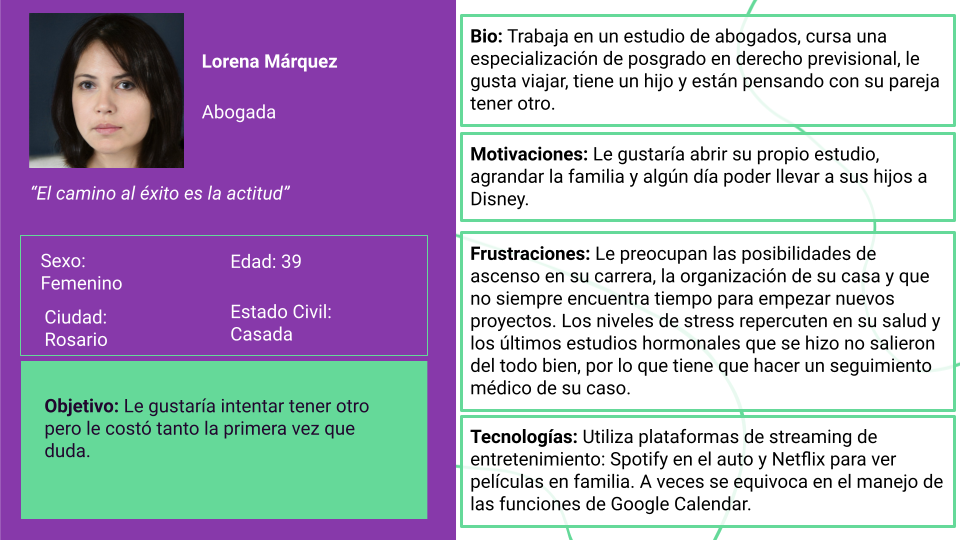 Lorena Márquez
Abogada
“El camino al éxito es la actitud”
Sexo:
Femenino
Edad: 39
Ciudad:
Rosario
Estado Civil:
Casada
Objetivo: Le gustaría intentar tener otro
pero le costó tanto la primera vez que
duda.
Bio: Trabaja en un estudio de abogados, cursa una
especialización de posgrado en derecho previsional, le
gusta viajar, tiene un hijo y están pensando con su pareja
tener otro.
Motivaciones: Le gustaría abrir su propio estudio,
agrandar la familia y algún día poder llevar a sus hijos a
Disney.
Frustraciones: Le preocupan las posibilidades de
ascenso en su carrera, la organización de su casa y que
no siempre encuentra tiempo para empezar nuevos
proyectos. Los niveles de stress repercuten en su salud y
los últimos estudios hormonales que se hizo no salieron
del todo bien, por lo que tiene que hacer un seguimiento
médico de su caso.
Tecnologías: Utiliza plataformas de streaming de
entretenimiento: Spotify en el auto y Netflix para ver
películas en familia. A veces se equivoca en el manejo de
las funciones de Google Calendar.